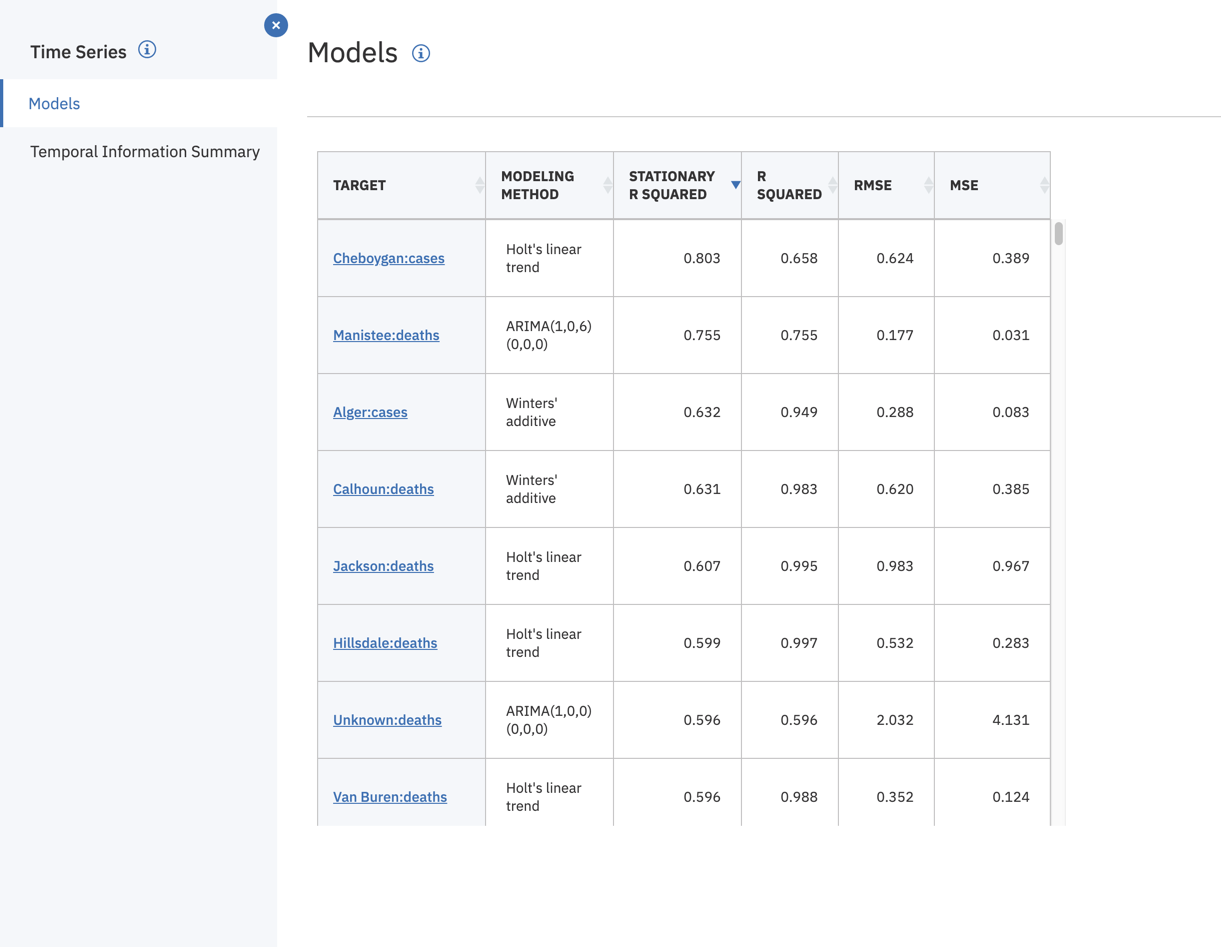 Time Series
Models
Temporal Information Summary
Models
TARGET
MODELING
METHOD
STATIONARY
R SQUARED
R
SQUARED
RMSE
MSE
Cheboygan:cases
Holt's linear
trend
0.803
0.658
0.624
0.389
Manistee:deaths
ARIMA(1,0,6)
(0,0,0)
0.755
0.755
0.177
0.031
Alger:cases
Winters'
additive
0.632
0.949
0.288
0.083
Calhoun:deaths
Winters'
additive
0.631
0.983
0.620
0.385
Jackson:deaths
Holt's linear
trend
0.607
0.995
0.983
0.967
Hillsdale:deaths
Holt's linear
trend
0.599
0.997
0.532
0.283
Unknown:deaths
ARIMA(1,0,0)
(0,0,0)
0.596
0.596
2.032
4.131
Van Buren:deaths
Holt's linear
trend
0.596
0.988
0.352
0.124